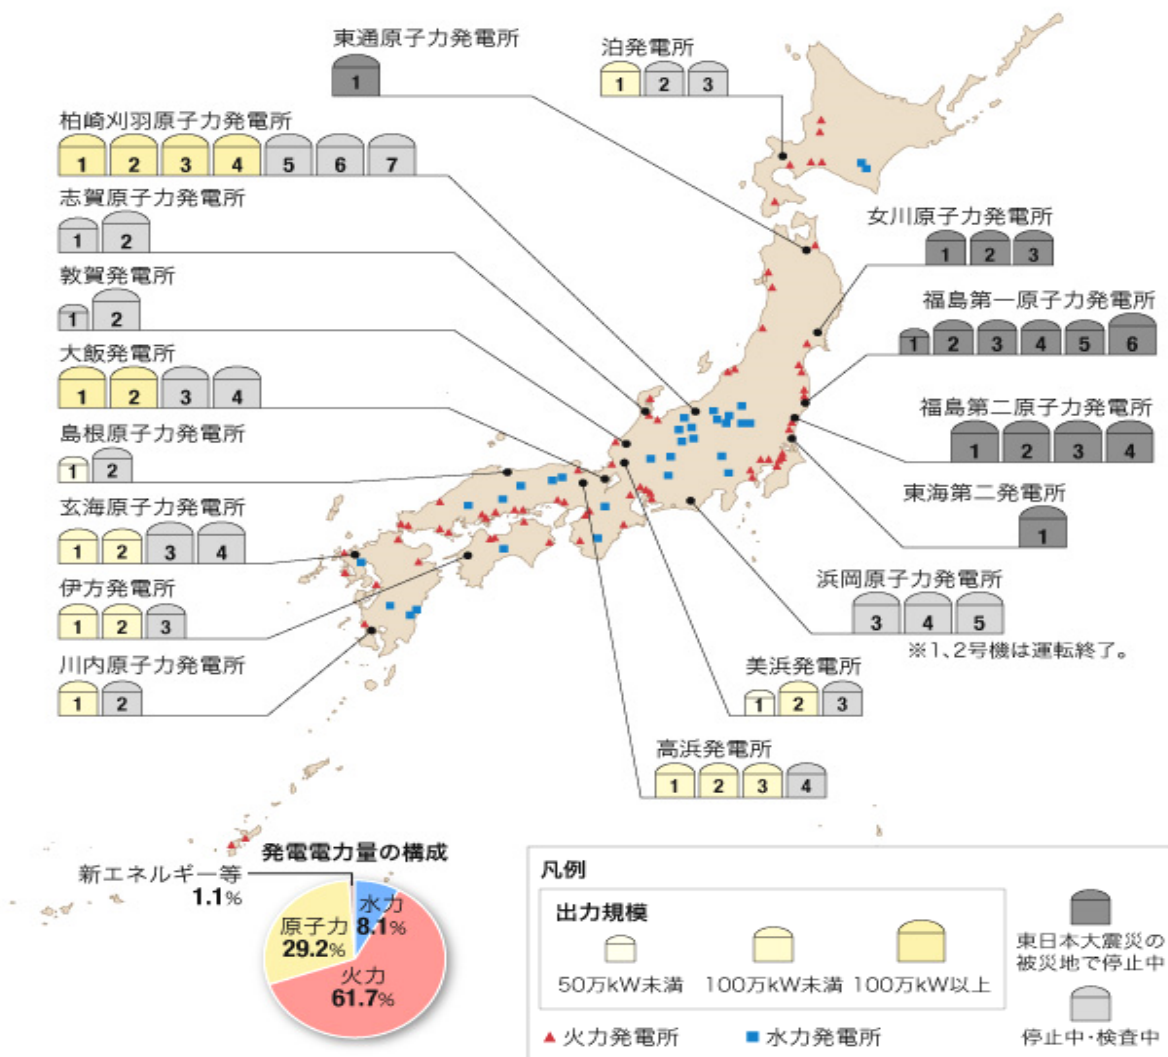 東通原子力発電所
1
泊発電所
1 2 3
柏崎刈羽原子力発電所
1 2 3 4 5 6 7
志賀原子力発電所
1 2
敦賀発電所
1 2
大飯発電所
1 2 3 4
島根原子力発電所
1 2
玄海原子力発電所
1 2 3 4
伊方発電所
1 2 3
川内原子力発電所
1 2
女川原子力発電所
1 2 3
福島第一原子力発電所
1 2 3 4 5 6
福島第二原子力発電所
1 2 3 4
東海第二発電所
1
浜岡原子力発電所
3 4 5
※1、2号機は運転終了。
美浜発電所
1 2 3
高浜発電所
1 2 3 4
発電電力量の構成
新エネルギー等
1.1%
水力
8.1%
原子力
29.2%
火力
61.7%
凡例
出力規模
50万kW未満 100万kW未満 100万kW以上
火力発電所 水力発電所
東日本大震災の
被災地で停止中
停止中・検査中